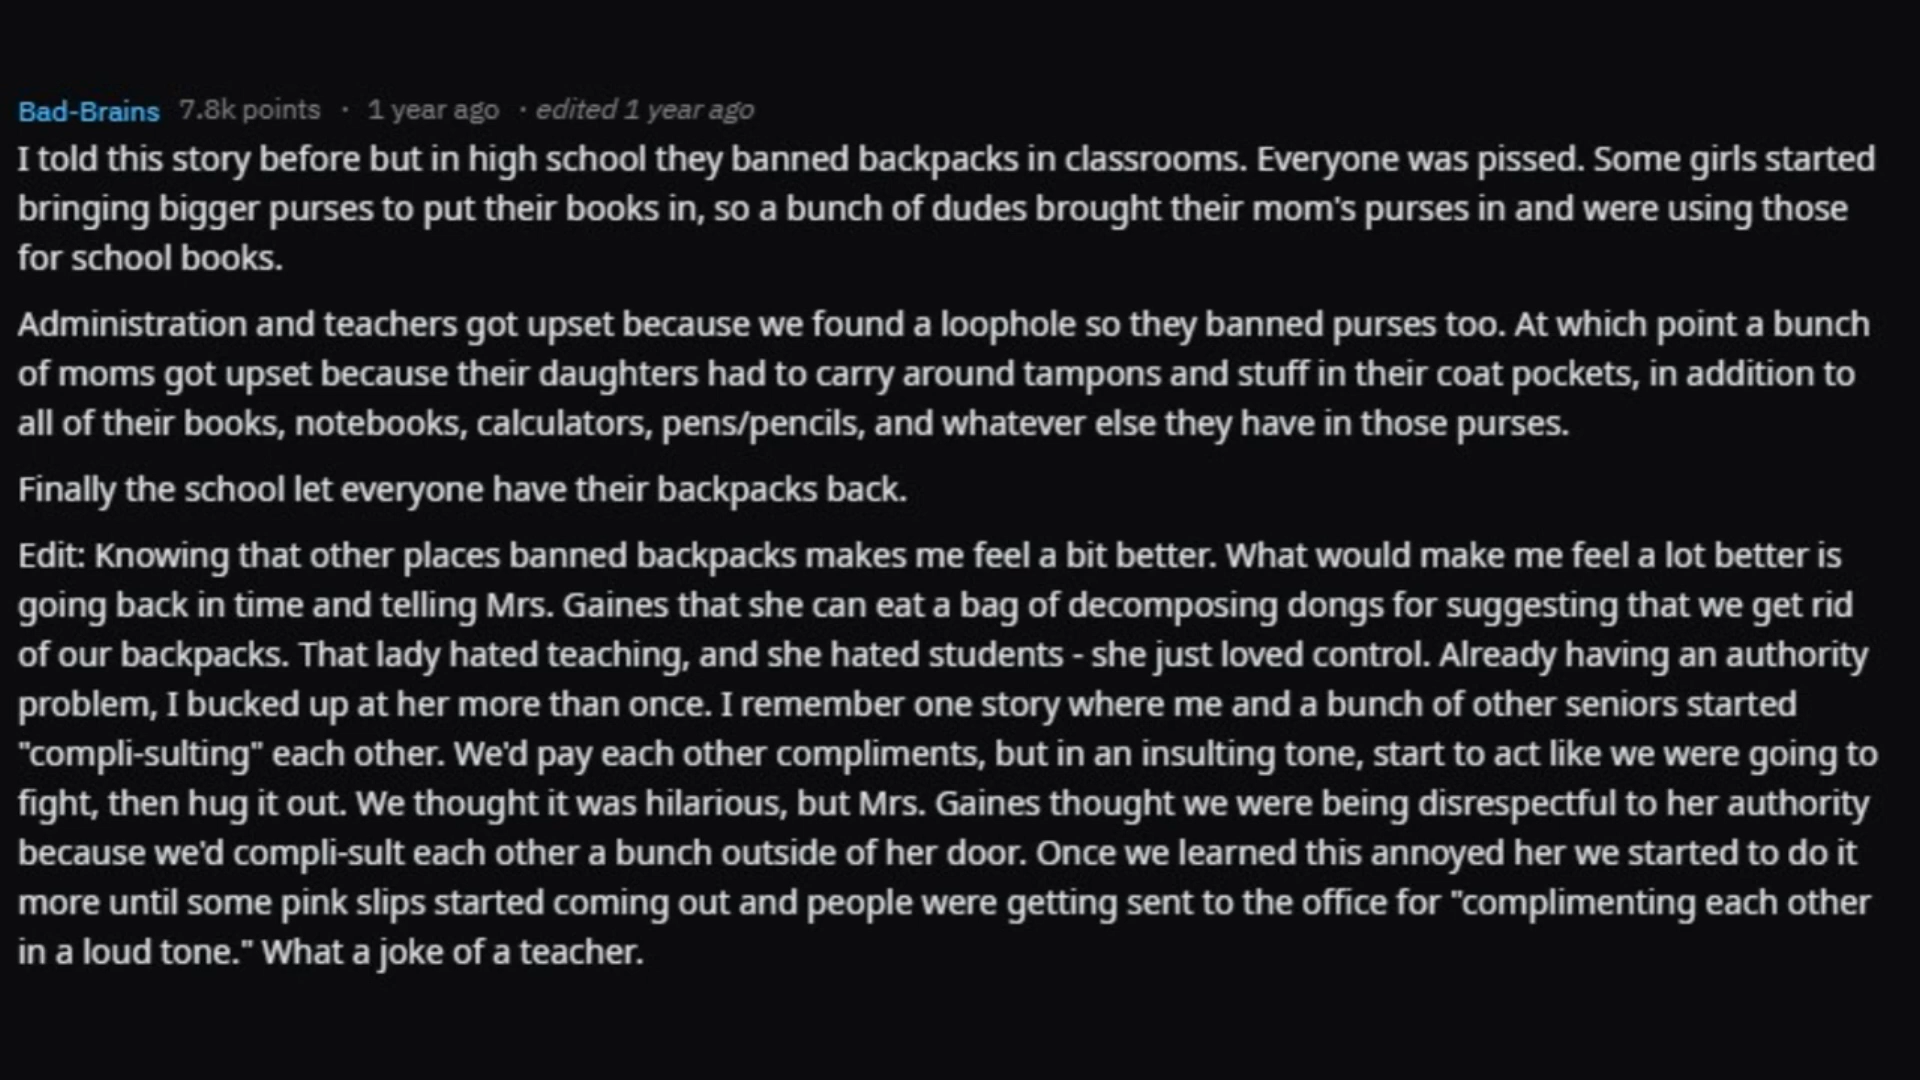 Bad-Brains 7.8k points · 1 year ago · edited 1 year ago
I told this story before but in high school they banned backpacks in classrooms. Everyone was pissed. Some girls started
bringing bigger purses to put their books in, so a bunch of dudes brought their mom's purses in and were using those
for school books.
Administration and teachers got upset because we found a loophole so they banned purses too. At which point a bunch
of moms got upset because their daughters had to carry around tampons and stuff in their coat pockets, in addition to
all of their books, notebooks, calculators, pens/pencils, and whatever else they have in those purses.
Finally the school let everyone have their backpacks back.
Edit: Knowing that other places banned backpacks makes me feel a bit better. What would make me feel a lot better is
going back in time and telling Mrs. Gaines that she can eat a bag of decomposing dongs for suggesting that we get rid
of our backpacks. That lady hated teaching, and she hated students - she just loved control. Already having an authority
problem, I bucked up at her more than once. I remember one story where me and a bunch of other seniors started
"compli-sulting" each other. We'd pay each other compliments, but in an insulting tone, start to act like we were going to
fight, then hug it out. We thought it was hilarious, but Mrs. Gaines thought we were being disrespectful to her authority
because we'd compli-sult each other a bunch outside of her door. Once we learned this annoyed her we started to do it
more until some pink slips started coming out and people were getting sent to the office for "complimenting each other
in a loud tone." What a joke of a teacher.